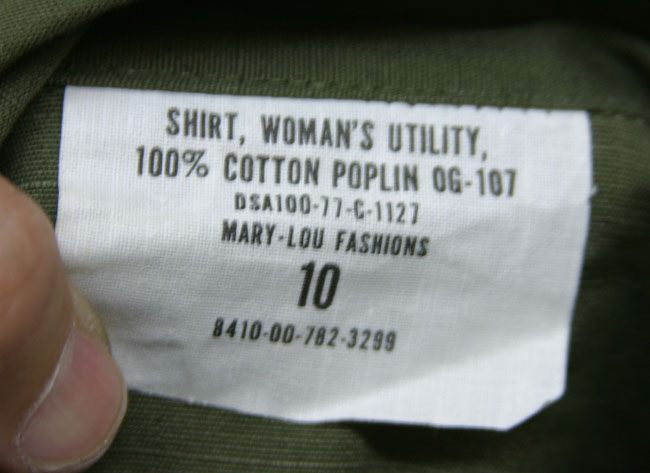 SHIRT, WOMAN'S UTILITY,
100% COTTON POPLIN OG-107
DSA100-77-C-1127
MARY-LOU FASHIONS
10
8410-00-782-3299